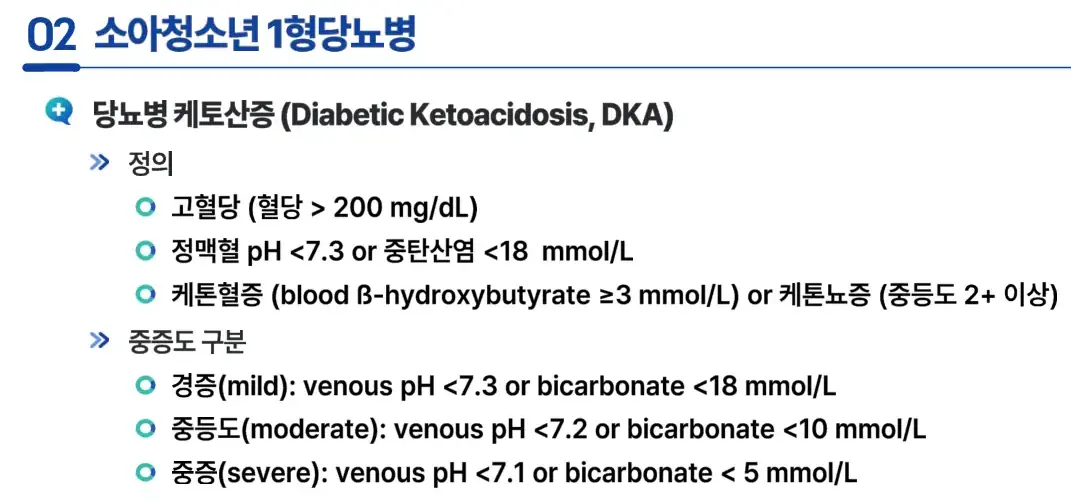 02 소아청소년 1형당뇨병
당뇨병 케토산증 (Diabetic Ketoacidosis, DKA)
정의
고혈당 (혈당 > 200 mg/dL)
정맥혈 pH <7.3 or 중탄산염 <18 mmol/L
케톤혈증 (blood ß-hydroxybutyrate ≥3 mmol/L) or 케톤뇨증 (중등도 2+ 이상)
중증도 구분
경증(mild): venous pH <7.3 or bicarbonate <18 mmol/L
중등도(moderate): venous pH <7.2 or bicarbonate <10 mmol/L
중증(severe): venous pH <7.1 or bicarbonate < 5 mmol/L